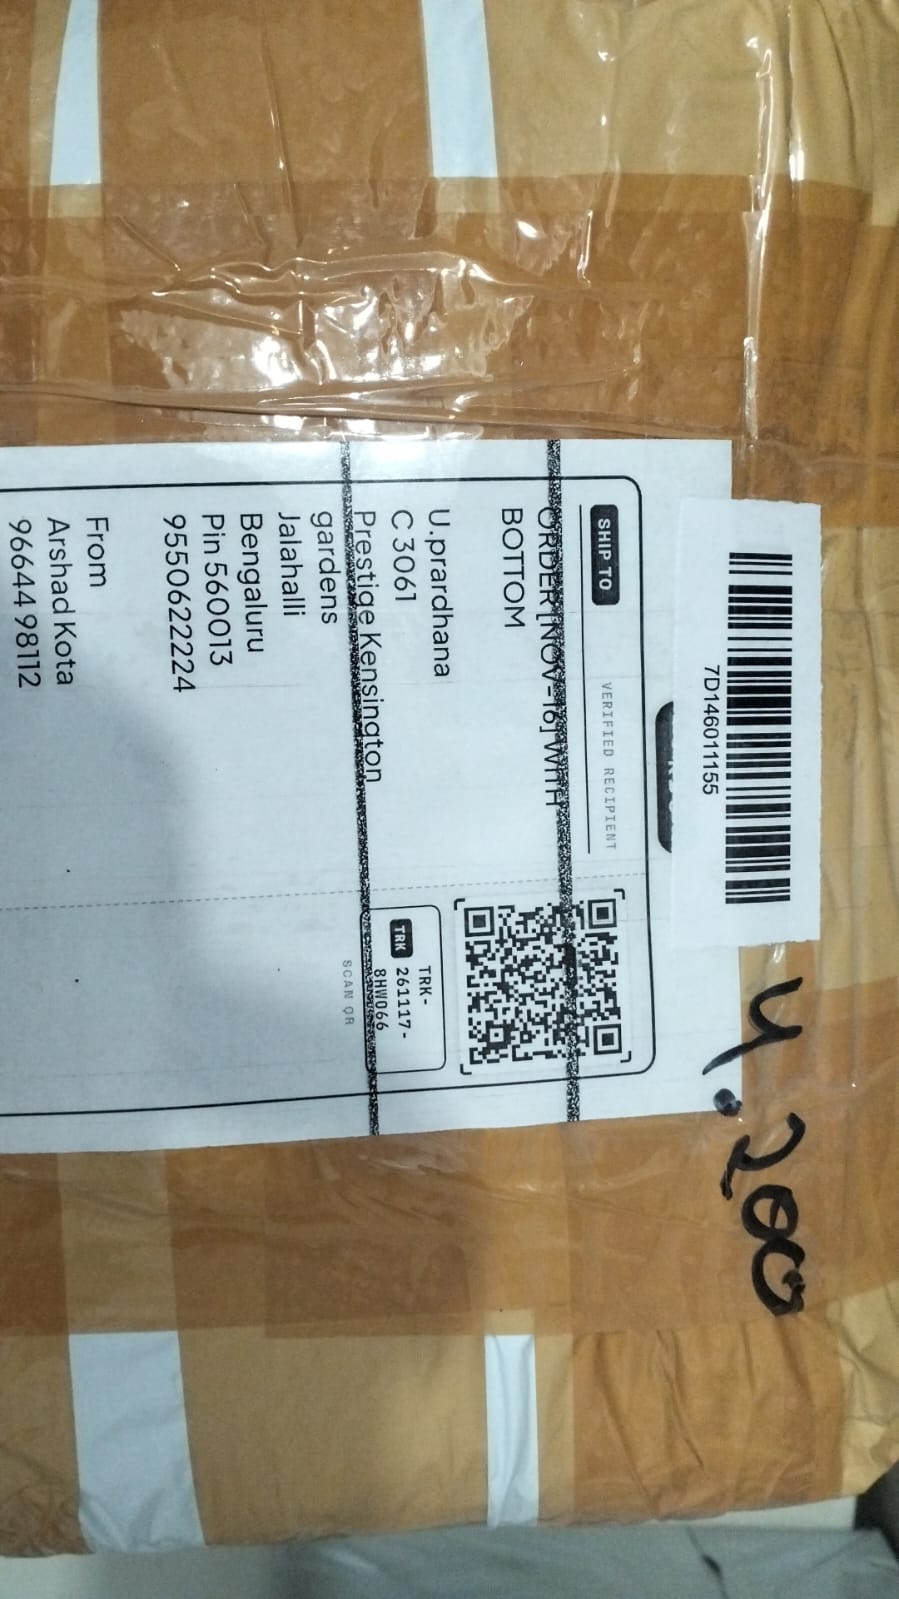 7D146011155
SHIP TO
VERIFIED RECIPIENT
ORDER [NOV-16] WITH
BOTTOM
U.prardhana
C 3061
Prestige Kensington
gardens
Jalahalli
Bengaluru
Pin 560013
9550622224
From
Arshad Kota
96644 98112
TRK
TRK-
261117-
8HW066
SCAN QR
4.200